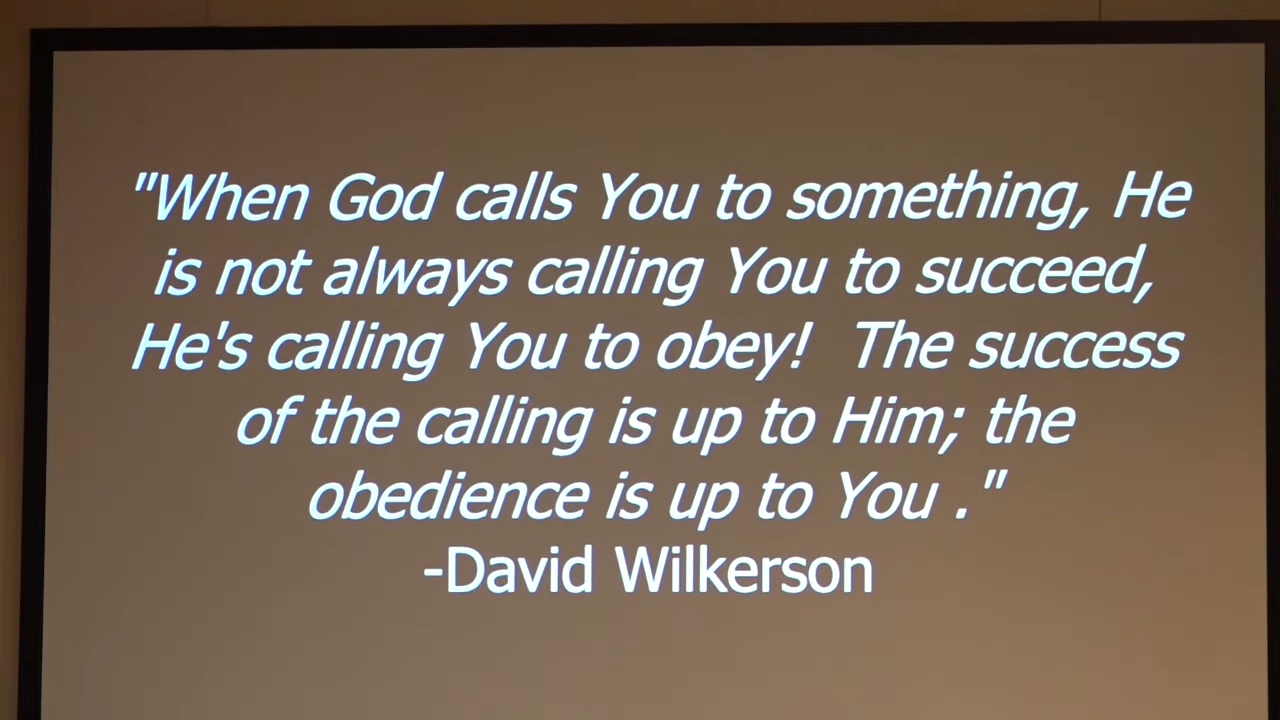 "When God calls You to something, He
is not always calling You to succeed,
He's calling You to obey!  The success
of the calling is up to Him; the
obedience is up to You ."
-David Wilkerson